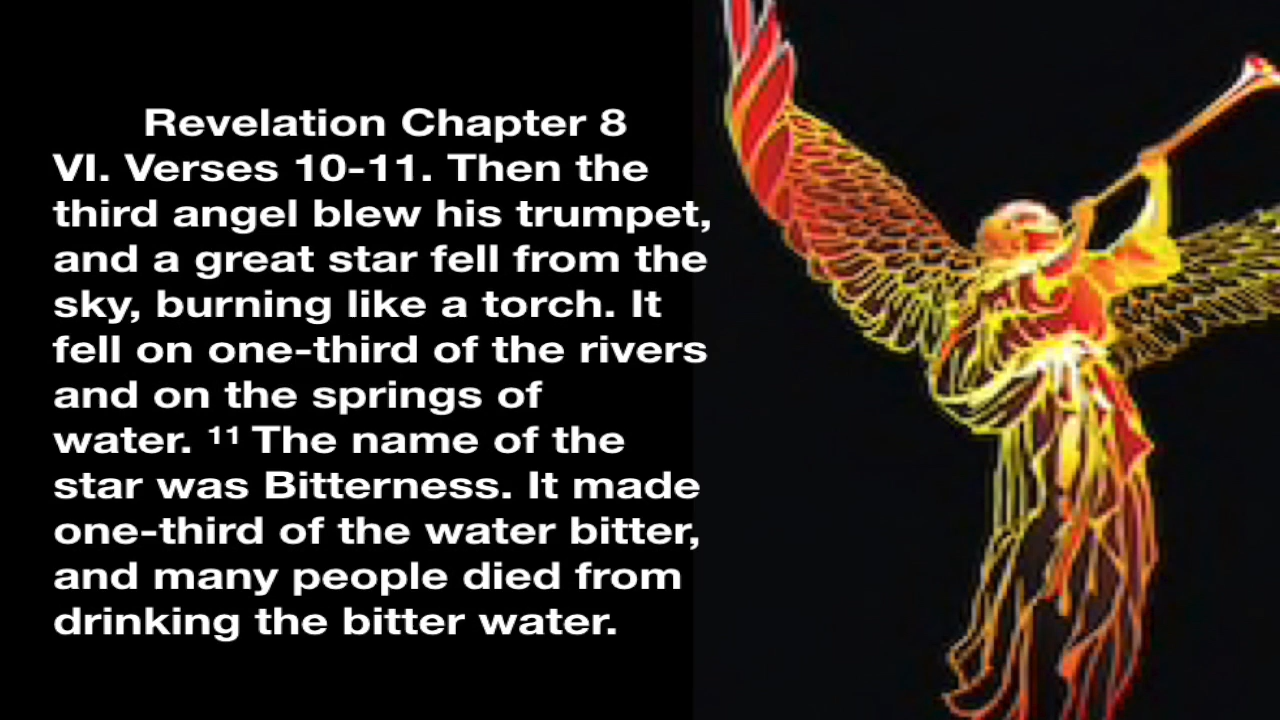 Revelation Chapter 8
VI. Verses 10-11. Then the
third angel blew his trumpet,
and a great star fell from the
sky, burning like a torch. It
fell on one-third of the rivers
and on the springs of
water. ¹¹ The name of the
star was Bitterness. It made
one-third of the water bitter,
and many people died from
drinking the bitter water.